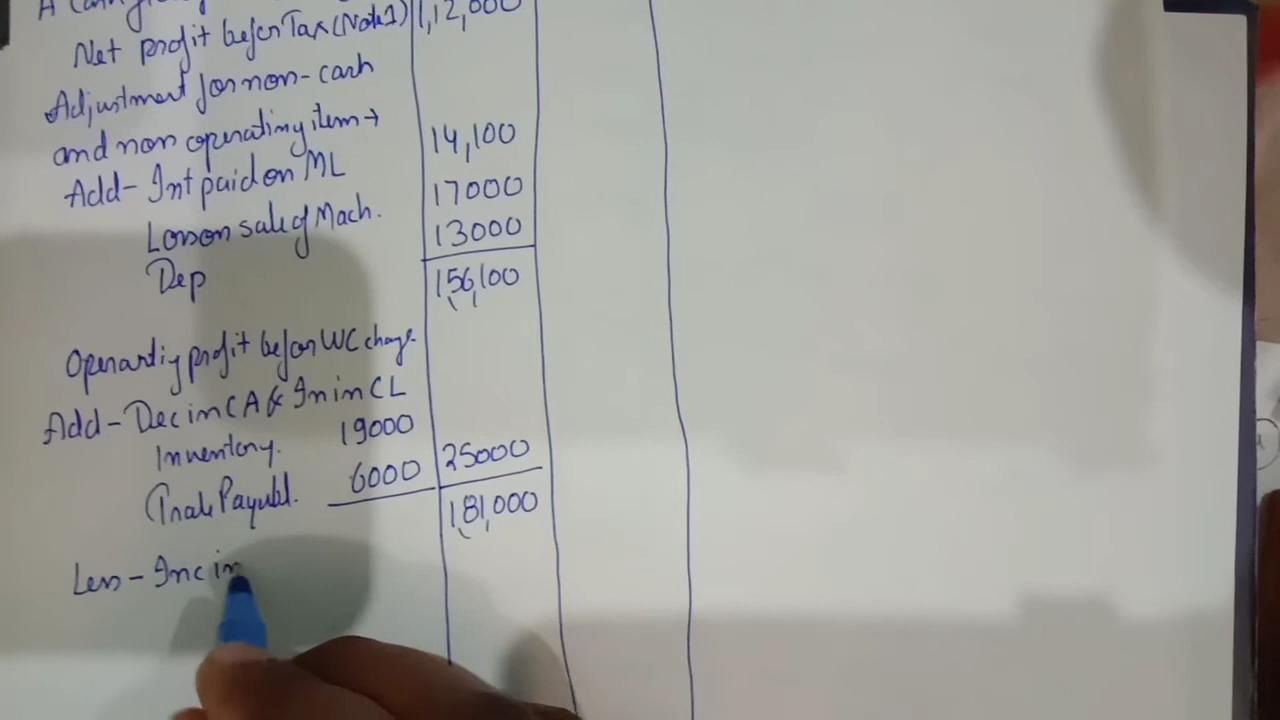 Net profit before Tax (Note 1) 1,12,000
Adjustment for non-cash
and non operating item →
Add- Int paid on ML 14,100
Loss on sale of Mach. 17000
Dep 13000
156,100
Operating profit before WC change
Add- Dec in CA & In in CL
Inventory. 19000
Trade Payabl. 6000 25000
181,000
Less - Inc in